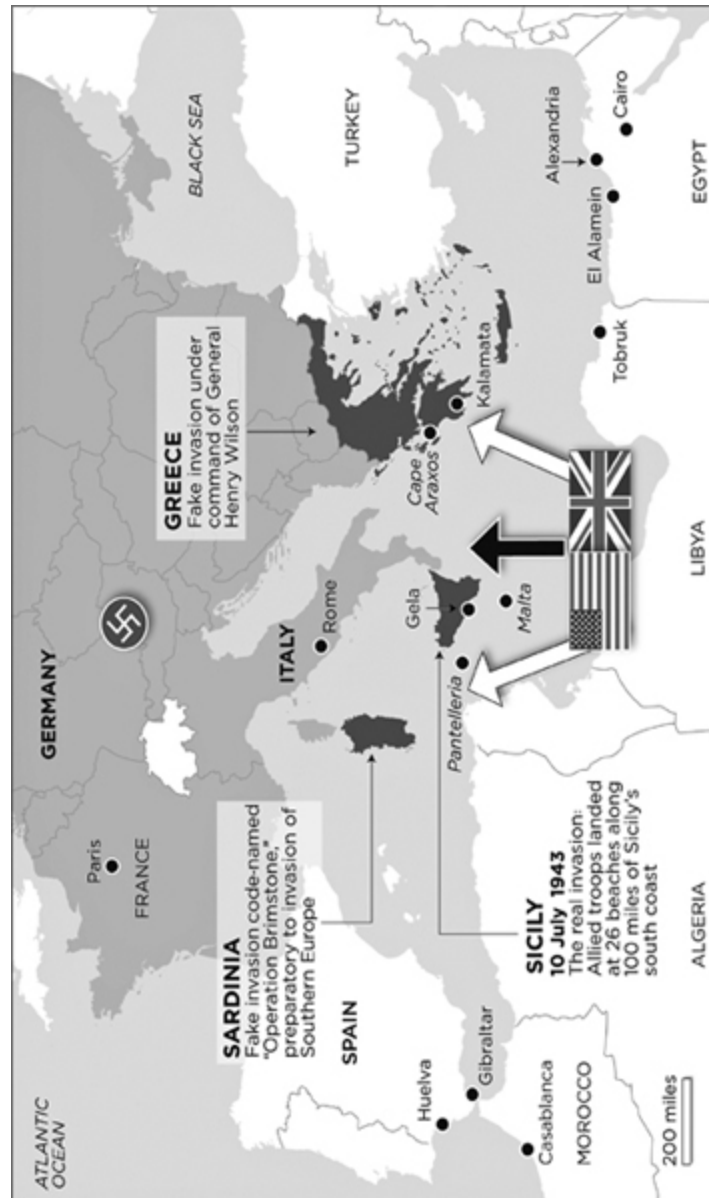 ATLANTIC
OCEAN
Paris
FRANCE
GERMANY
BLACK SEA
GREECE
Fake invasion under
command of General
Henry Wilson
SARDINIA
Fake invasion code-named
"Operation Brimstone,"
preparatory to invasion of
Southern Europe
SPAIN
ITALY
Rome
TURKEY
Huelva
Gibraltar
Casablanca
MOROCCO
200 miles
SICILY
10 July 1943
The real invasion:
Allied troops landed
at 26 beaches along
100 miles of Sicily's
south coast
ALGERIA
Pantelleria
Gela
Malta
Cape
Araxos
Kalamata
LIBYA
Tobruk
El Alamein
Alexandria
Cairo
EGYPT